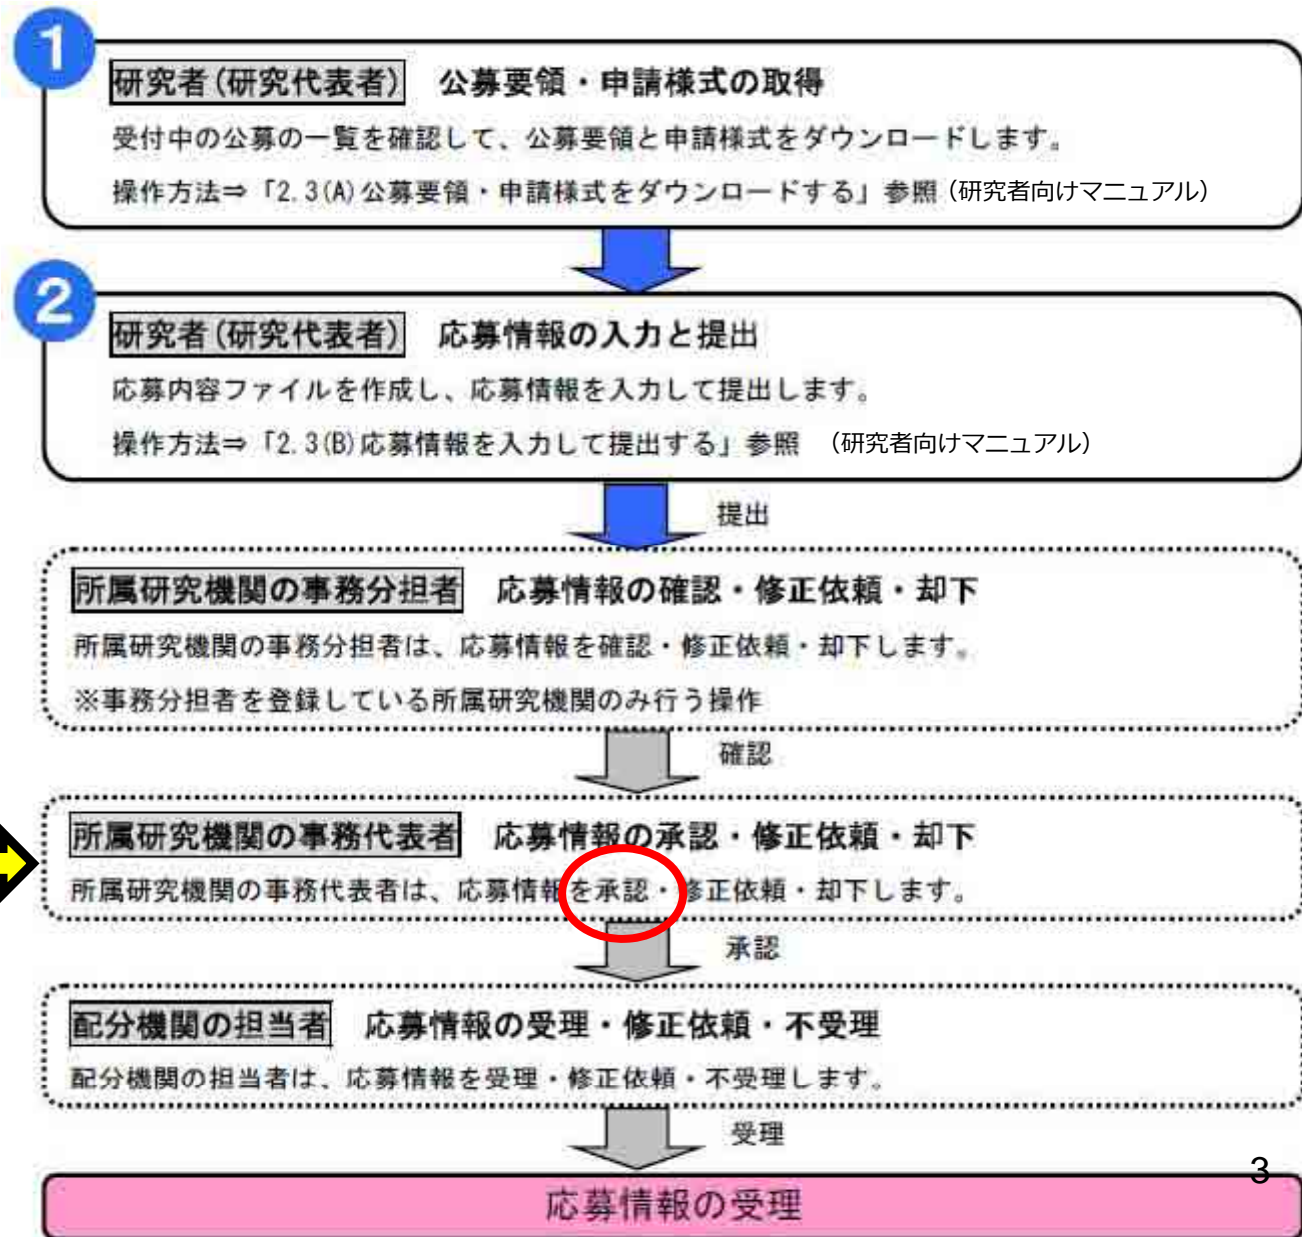 1
研究者(研究代表者) 公募要領・申請様式の取得
受付中の公募の一覧を確認して、公募要領と申請様式をダウンロードします。
操作方法⇒「2.3(A)公募要領・申請様式をダウンロードする」参照(研究者向けマニュアル)
2
研究者(研究代表者) 応募情報の入力と提出
応募内容ファイルを作成し、応募情報を入力して提出します。
操作方法⇒「2.3(B)応募情報を入力して提出する」参照 (研究者向けマニュアル)
提出
所属研究機関の事務分担者 応募情報の確認・修正依頼・却下
所属研究機関の事務分担者は、応募情報を確認・修正依頼・却下します。
※事務分担者を登録している所属研究機関のみ行う操作
確認
所属研究機関の事務代表者 応募情報の承認・修正依頼・却下
所属研究機関の事務代表者は、応募情報を承認・修正依頼・却下します。
承認
配分機関の担当者 応募情報の受理・修正依頼・不受理
配分機関の担当者は、応募情報を受理・修正依頼・不受理します。
受理
3
応募情報の受理